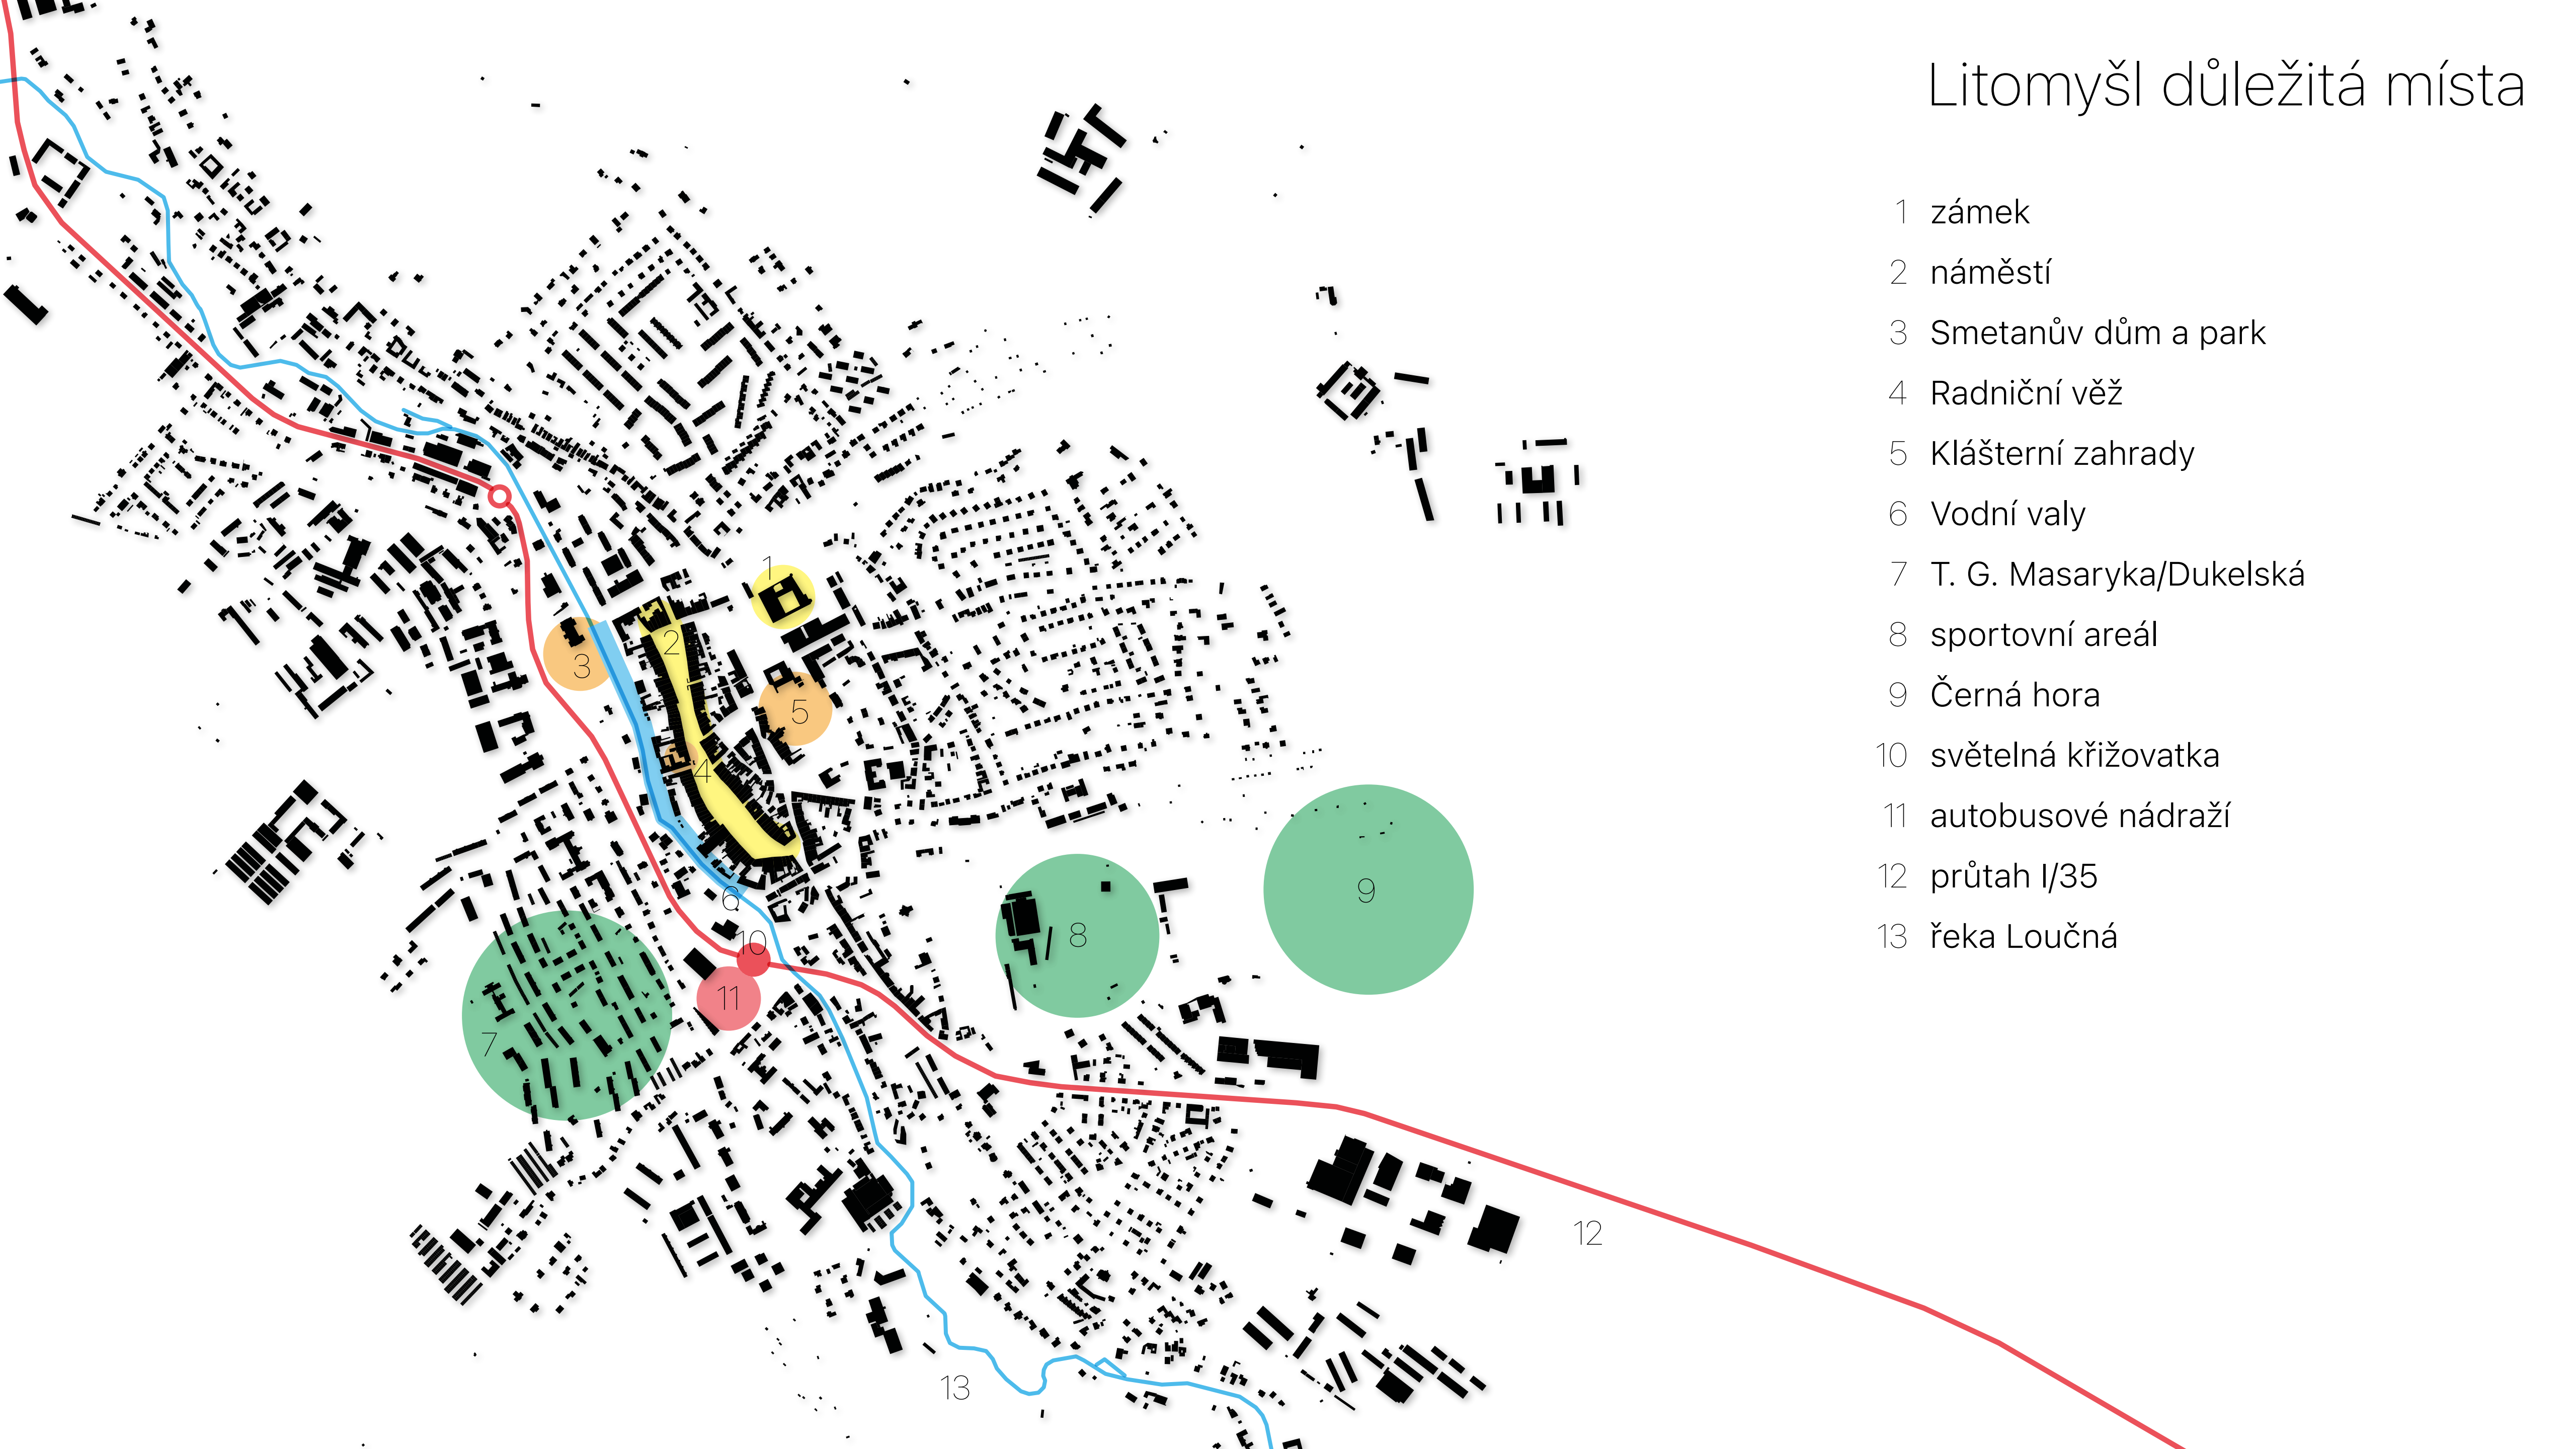 Litomyšl důležitá místa
1 zámek
2 náměstí
3 Smetanův dům a park
4 Radniční věž
5 Klášterní zahrady
6 Vodní valy
7 T. G. Masaryka/Dukelská
8 sportovní areál
9 Černá hora
10 světelná křižovatka
11 autobusové nádraží
12 průtah I/35
13 řeka Loučná
1
2
3
5
4
6
9
8
10
11
7
12
13